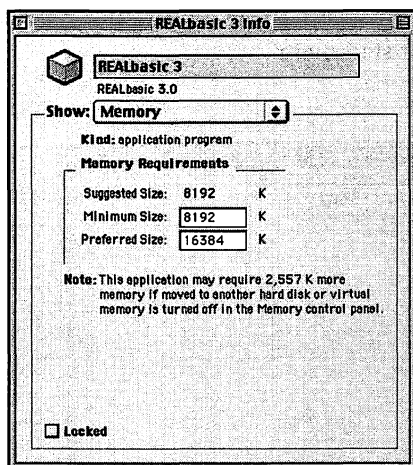 REALbasic 3 Info
REALbasic 3
REALbasic 3.0
Show: Memory
Kind: application program
Memory Requirements
Suggested Size: 8192 K
Minimum Size: 8192 K
Preferred Size: 16384 K
Note: This application may require 2,557 K more
memory if moved to another hard disk or virtual
memory is turned off in the Memory control panel.
Locked